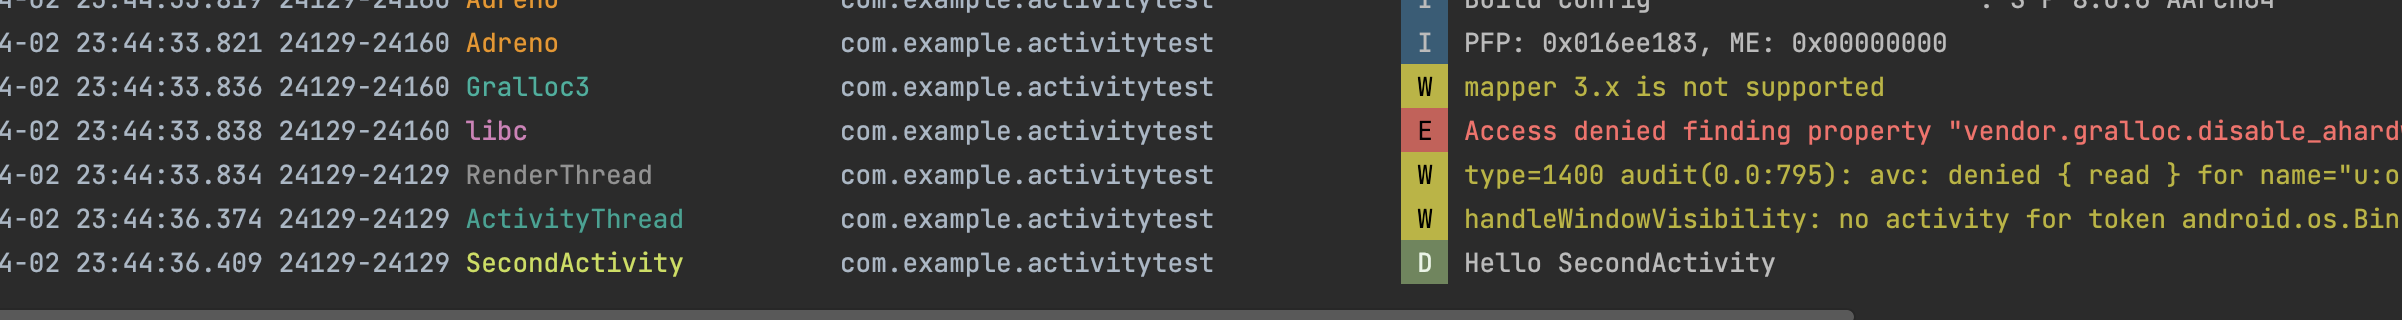 4-02 23:44:33.819 24129-24160 Adreno com.example.activitytest I Build Config : S P 8.0.8 AArch64
4-02 23:44:33.821 24129-24160 Adreno com.example.activitytest I PFP: 0x016ee183, ME: 0x00000000
4-02 23:44:33.836 24129-24160 Gralloc3 com.example.activitytest W mapper 3.x is not supported
4-02 23:44:33.838 24129-24160 libc com.example.activitytest E Access denied finding property "vendor.gralloc.disable_ahard
4-02 23:44:33.834 24129-24129 RenderThread com.example.activitytest W type=1400 audit(0.0:795): avc: denied { read } for name="u:o
4-02 23:44:36.374 24129-24129 ActivityThread com.example.activitytest W handleWindowVisibility: no activity for token android.os.Bin
4-02 23:44:36.409 24129-24129 SecondActivity com.example.activitytest D Hello SecondActivity